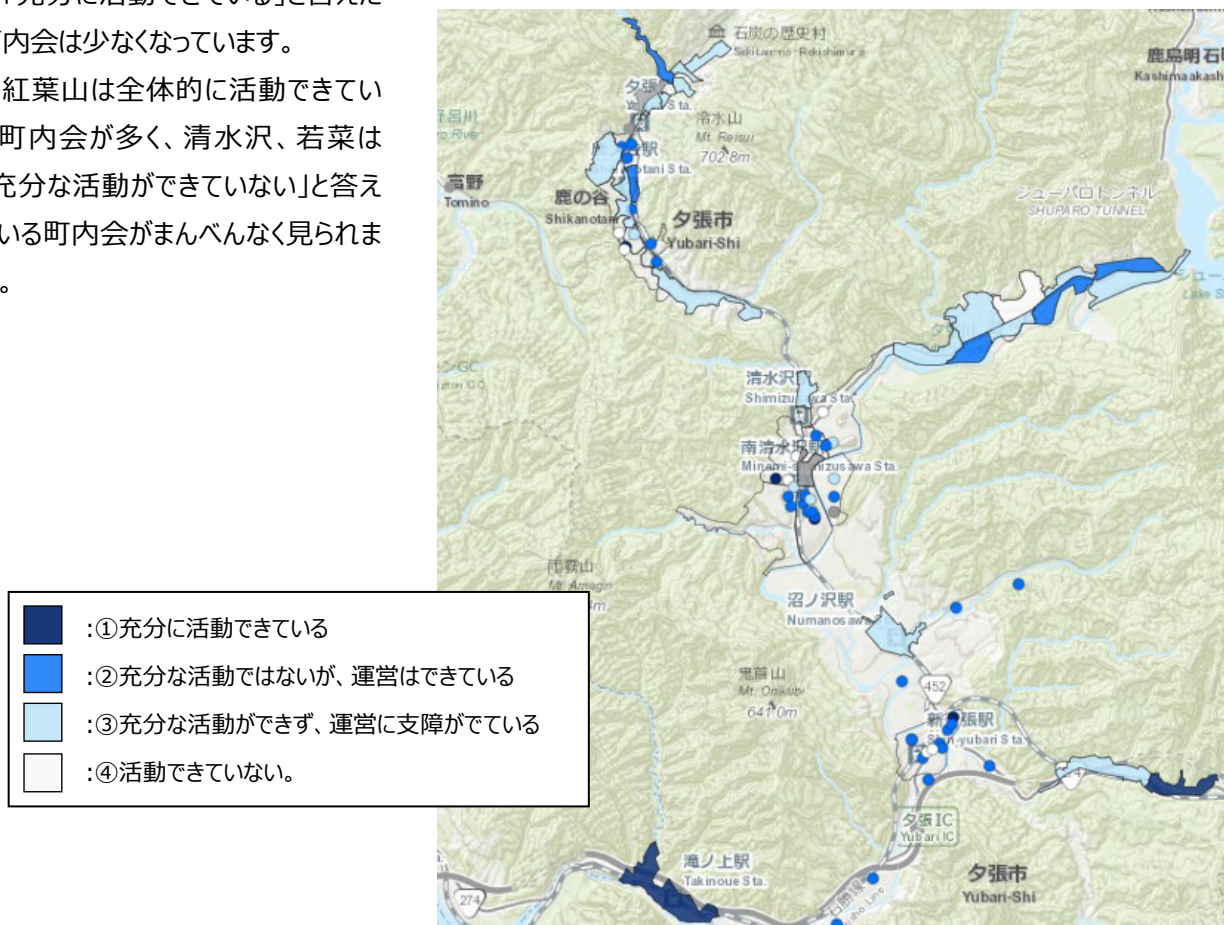 「充分に活動できている」と答えた
町内会は少なくなっています。
紅葉山は全体的に活動できてい
町内会が多く、清水沢、若菜は
充分な活動ができていない」と答え
いる町内会がまんべんなく見られま
。
石炭の歴史村
Sekitan-no-Rekishimura
鹿島明石町
Kashimaakash
冷水山
Mt. Reisui
702.8m
富野
Tomino
鹿の谷
Shikanotani
夕張市
Yubari-Shi
シューパロトンネル
SHUPARO TUNNEL
清水沢
Shimizu
wa Sta.
南清水沢駅
Minami-shimizusawa Sta.
雨霧山
沼ノ沢駅
Numanosawa
鬼首山
Mt. Onikubi
641.0m
452
新夕張駅
Shin-yubari Sta.
夕張IC
Yubari IC
滝ノ上駅
Takinoue Sta.
夕張市
Yubari-Shi
274
:①充分に活動できている
:②充分な活動ではないが、運営はできている
:③充分な活動ができず、運営に支障がでている
:④活動できていない。